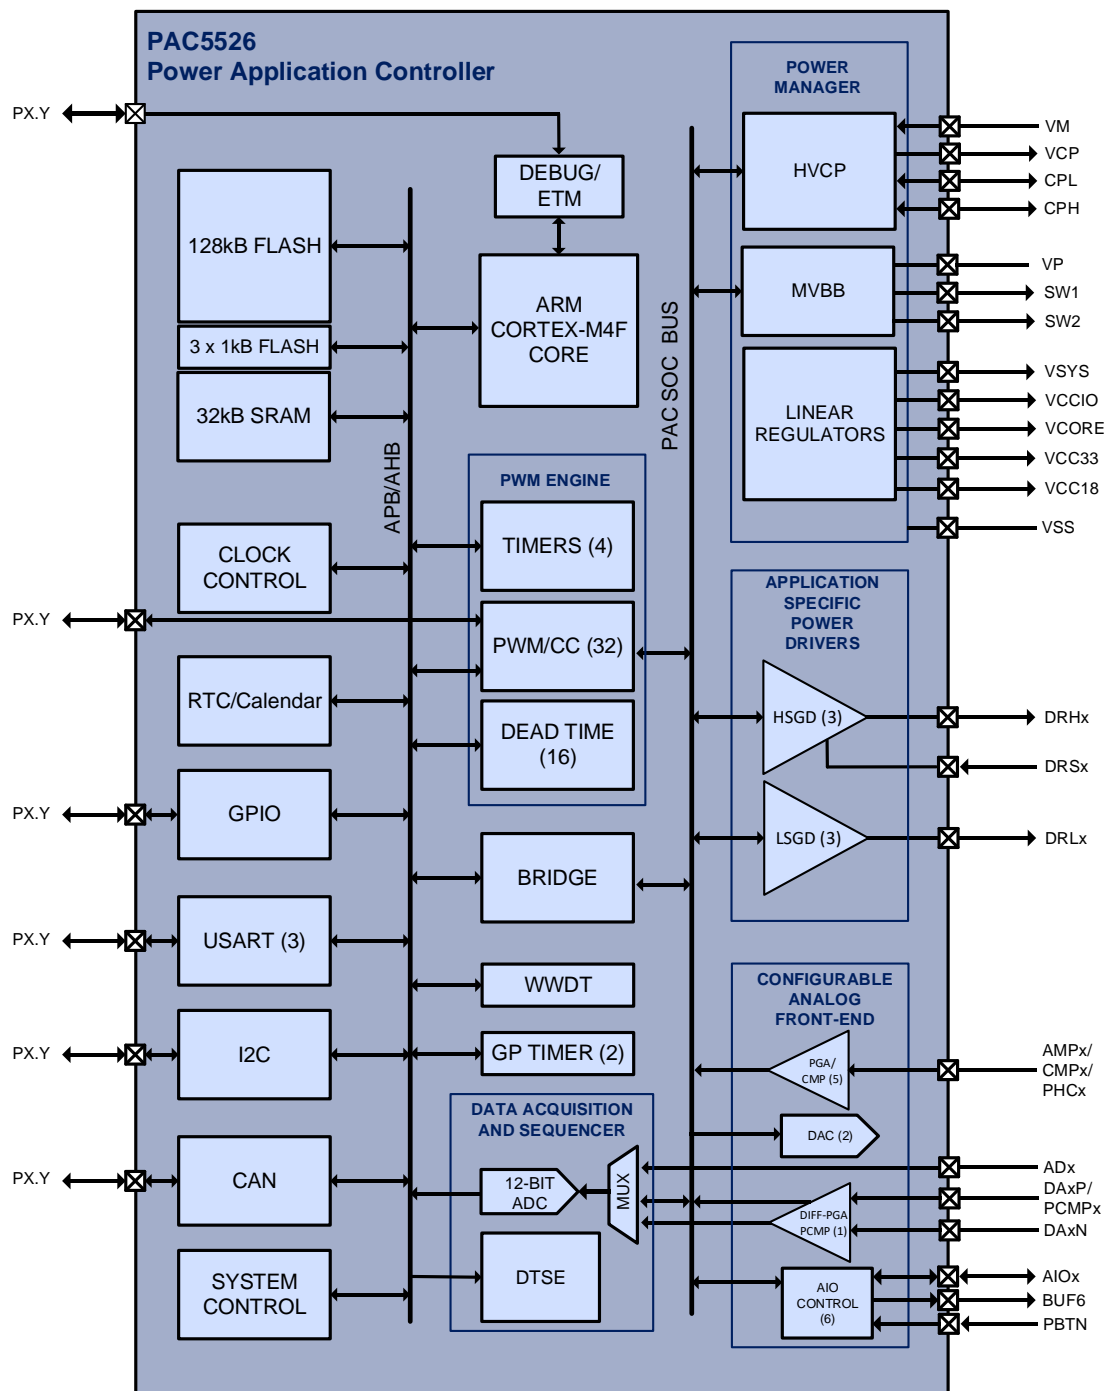 PAC5526
Power Application Controller
PX.Y
DEBUG/
ETM
128kB FLASH
3 x 1kB FLASH
32kB SRAM
ARM
CORTEX-M4F
CORE
APB/AHB
PAC SOC BUS
CLOCK
CONTROL
PX.Y
RTC/Calendar
PX.Y
GPIO
PX.Y
USART (3)
PX.Y
I2C
PX.Y
CAN
SYSTEM
CONTROL
PWM ENGINE
TIMERS (4)
PWM/CC (32)
DEAD TIME
(16)
BRIDGE
WWDT
GP TIMER (2)
DATA ACQUISITION
AND SEQUENCER
12-BIT
ADC
MUX
DTSE
POWER
MANAGER
HVCP
VM
VCP
CPL
CPH
MVBB
VP
SW1
SW2
LINEAR
REGULATORS
VSYS
VCCIO
VCORE
VCC33
VCC18
VSS
APPLICATION
SPECIFIC
POWER
DRIVERS
HSGD (3)
DRHx
DRSx
LSGD (3)
DRLx
CONFIGURABLE
ANALOG
FRONT-END
PGA/
CMP (5)
AMPx/
CMPx/
PHCx
DAC (2)
ADx
DIFF-PGA
PCMP (1)
DAxP/
PCMPx
DAxN
AIO
CONTROL
(6)
AIOx
BUF6
PBTN